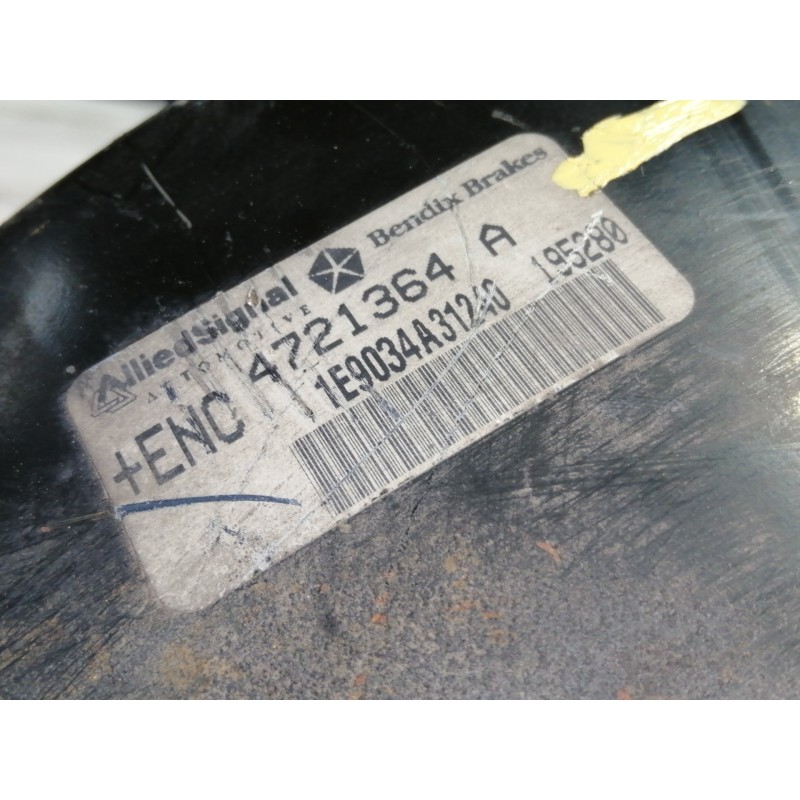 AlliedSignal Bendix Brakes
AUTOMOTIVE
+ENC 4721364 A
1E9034A31240 195280